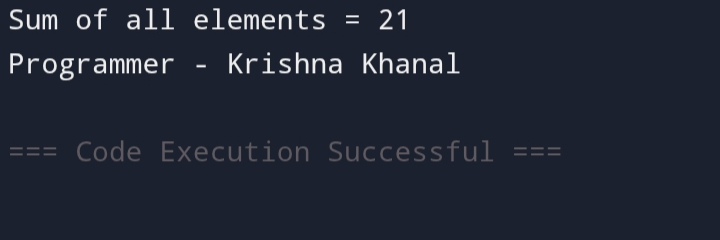 Sum of all elements = 21
Programmer - Krishna Khanal
=== Code Execution Successful ===